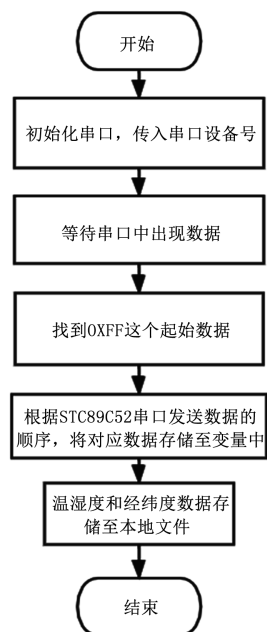 开始
初始化串口，传入串口设备号
等待串口中出现数据
找到0XFF这个起始数据
根据STC89C52串口发送数据的
顺序，将对应数据存储至变量中
温湿度和经纬度数据存
储至本地文件
结束